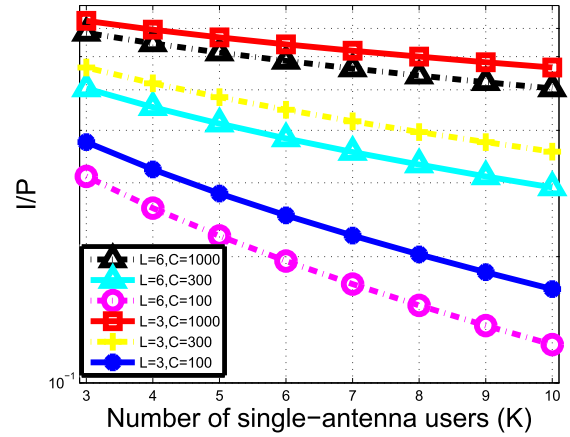 I/P
L=6,C=1000
L=6,C=300
L=6,C=100
L=3,C=1000
L=3,C=300
L=3,C=100
10⁻¹
3 4 5 6 7 8 9 10
Number of single−antenna users (K)